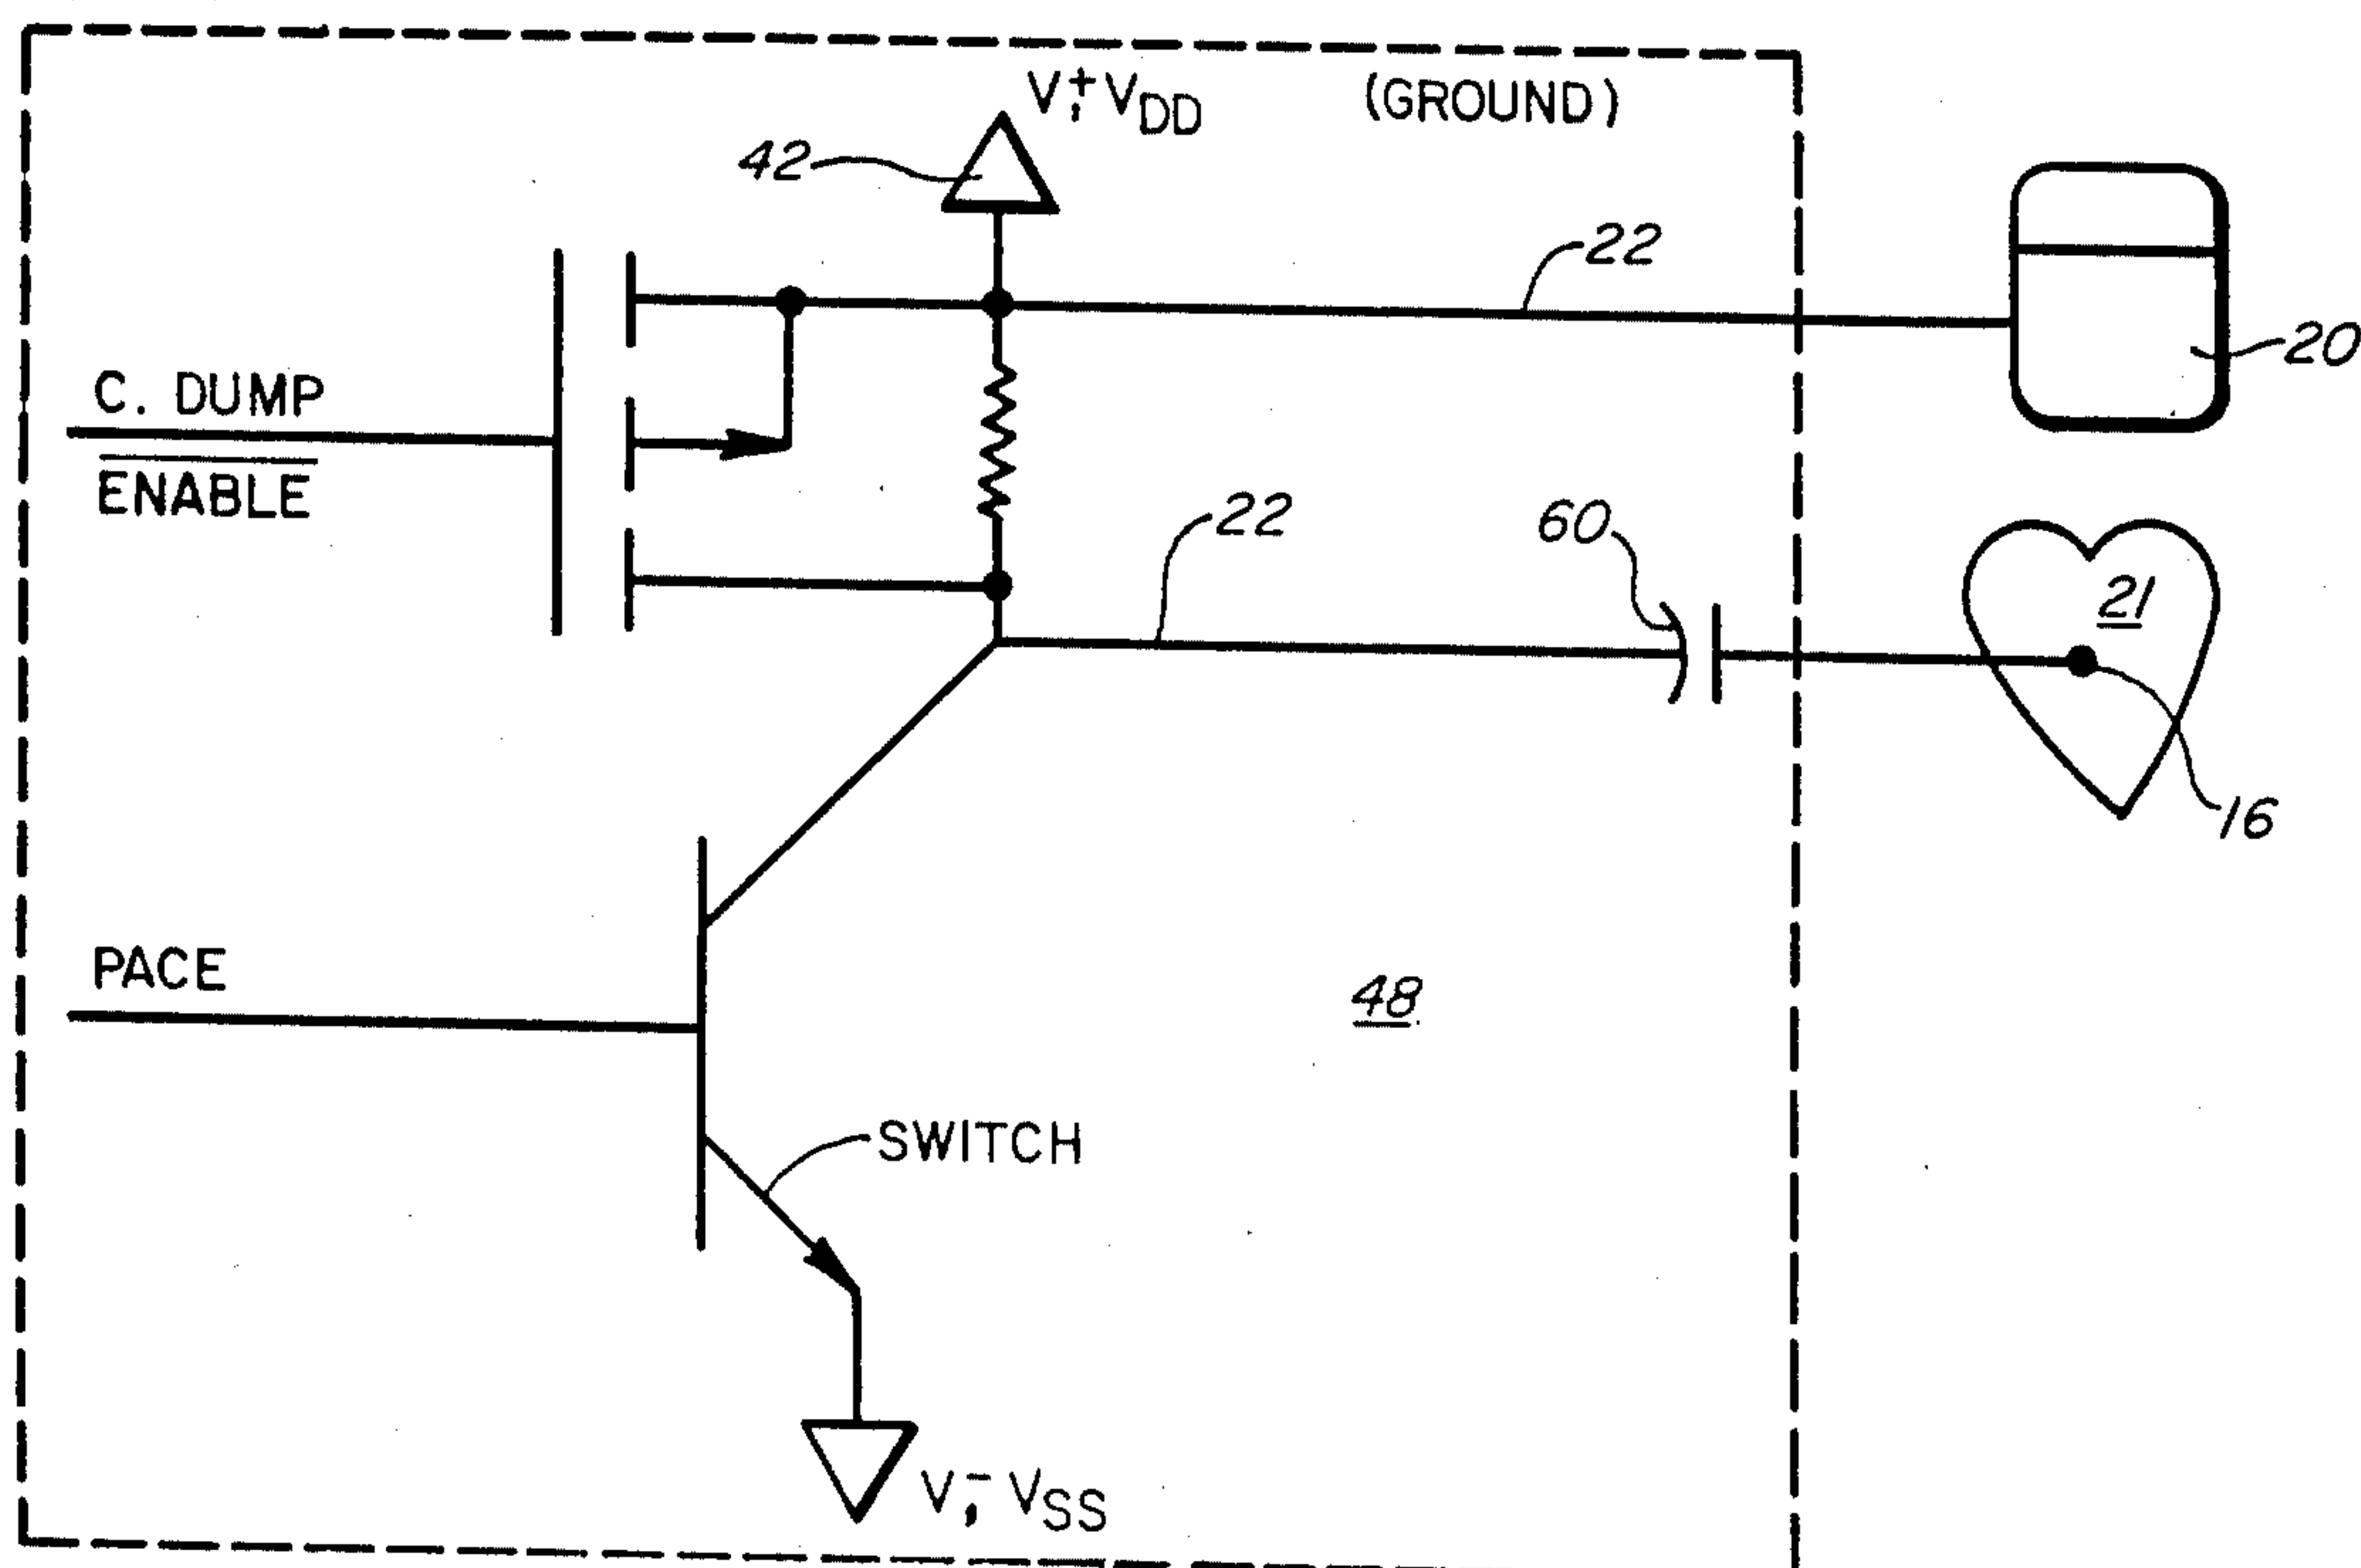 V,+ VDD (GROUND)
42
22
20
C. DUMP
ENABLE
22
60
21
16
PACE
48
SWITCH
V,- VSS